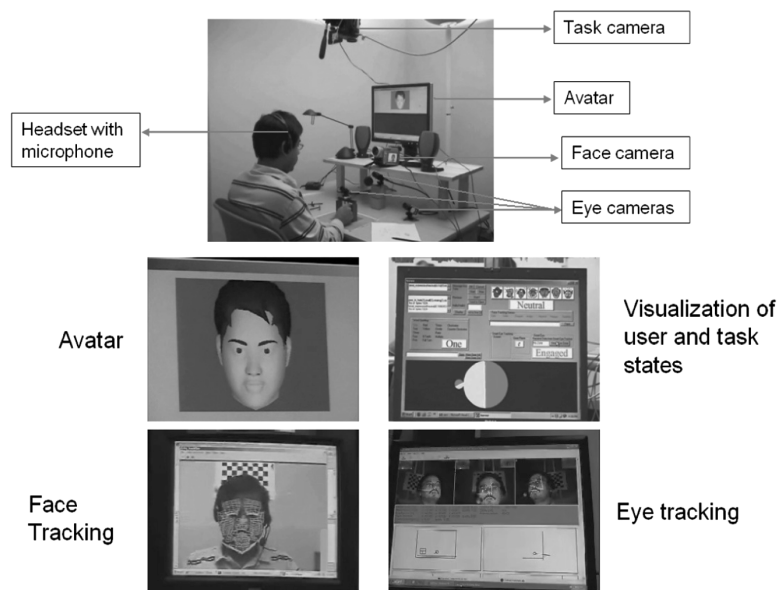 Task camera
Avatar
Headset with
microphone
Face camera
Eye cameras
Avatar
Neutral
One
Engaged
Visualization of
user and task
states
Face
Tracking
Eye tracking